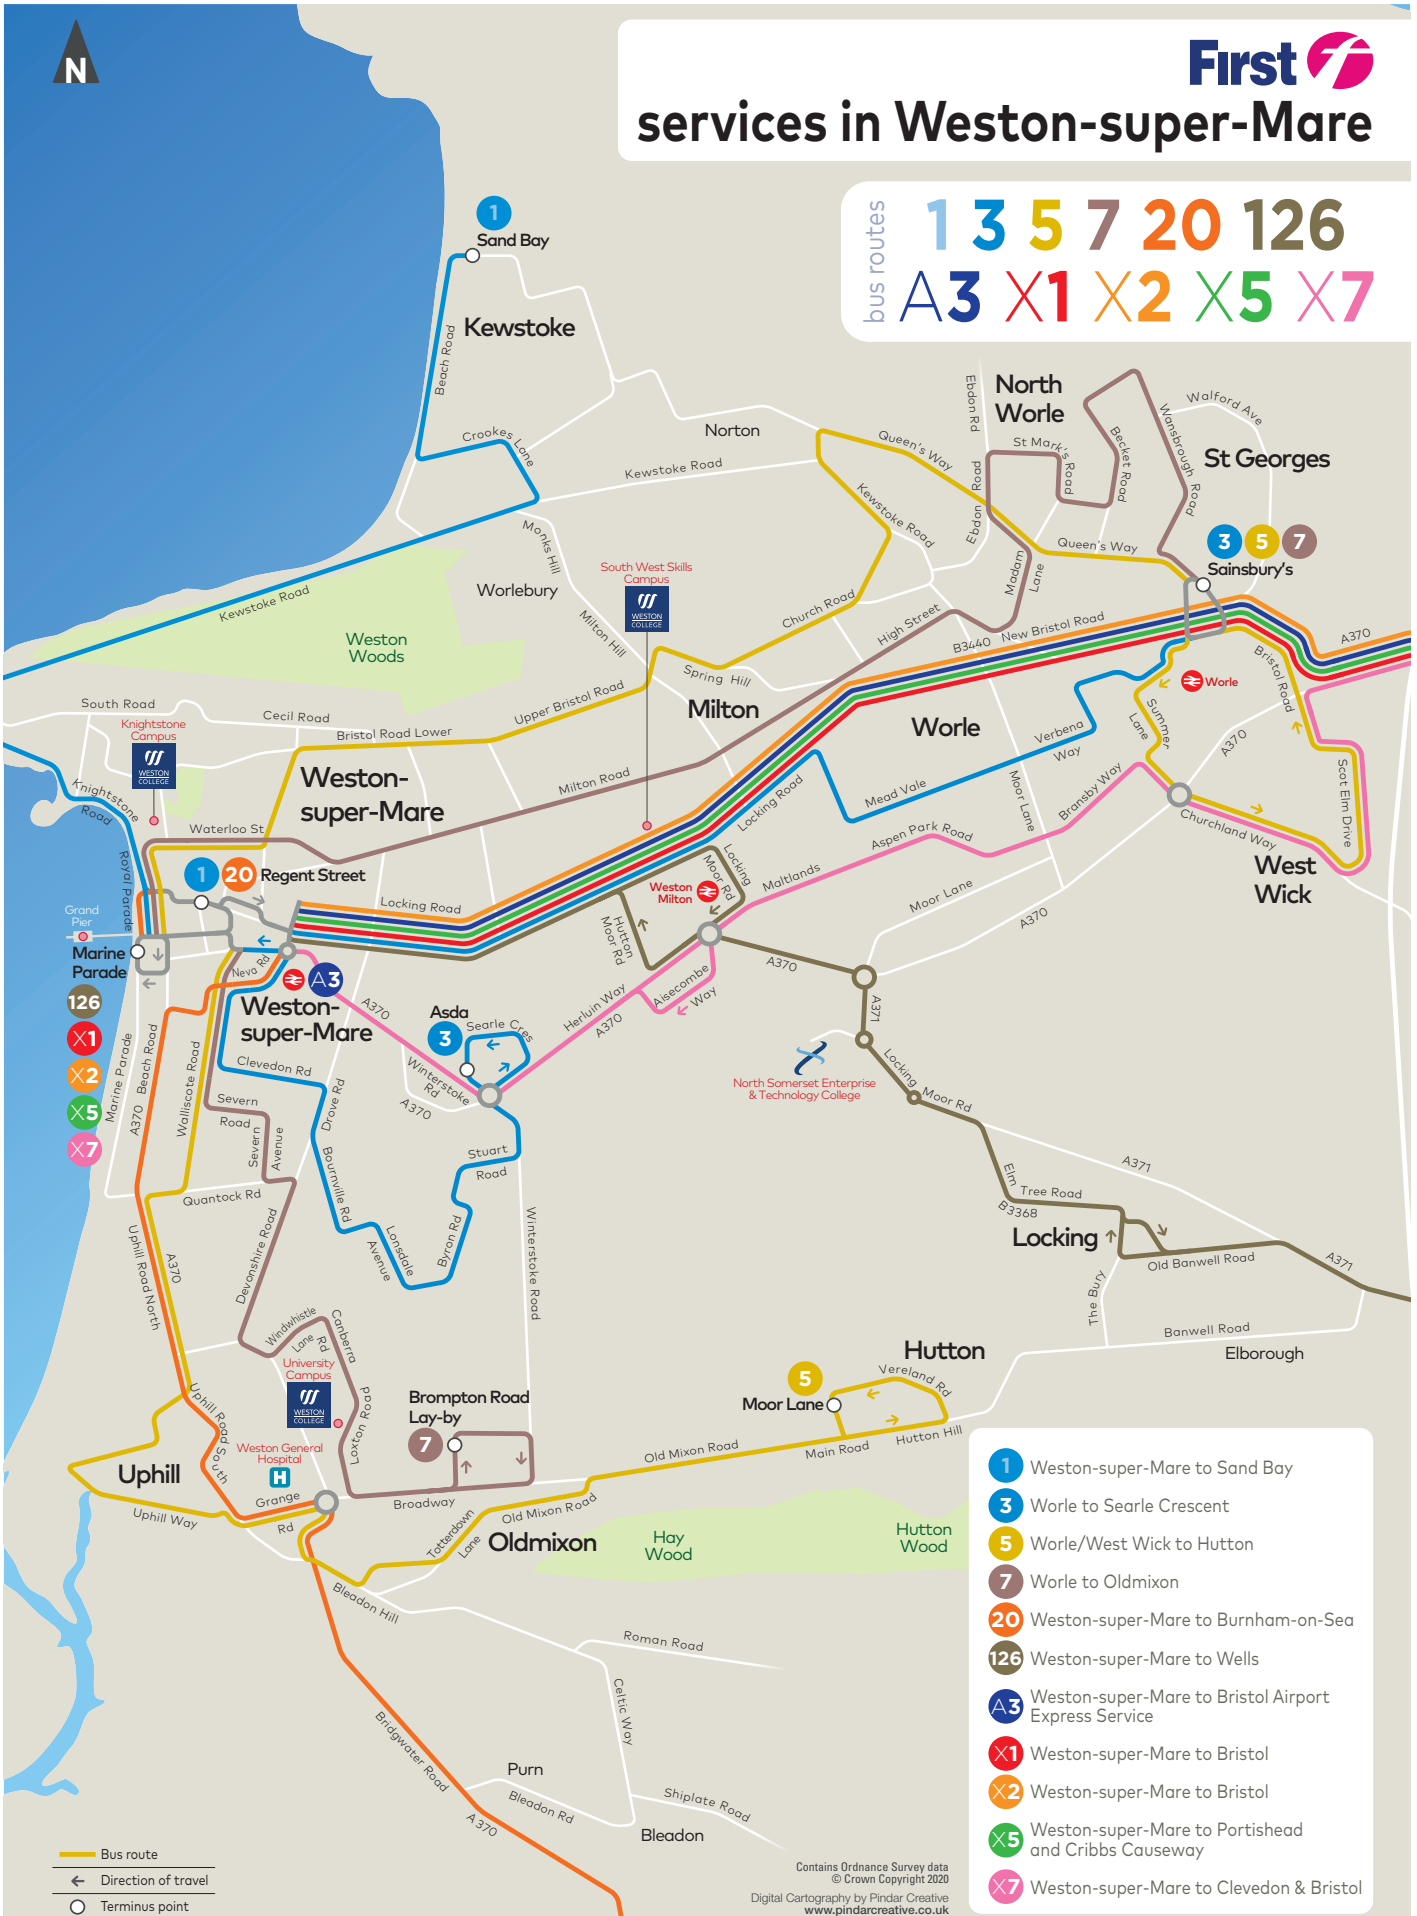 N
First
services in Weston-super-Mare
bus routes
1 3 5 7 20 126
A3 X1 X2 X5 X7
1
Sand Bay
Kewstoke
Beach Road
Crookes Lane
Norton
Kewstoke Road
Queen's Way
Kewstoke Road
Ebdon Rd
North
Worle
St Mark's Road
Becket Road
Wansbrough Road
Walford Ave
St Georges
Ebdon Road
Madam
Lane
Queen's Way
3 5 7
Sainsbury's
Monks Hill
Worlebury
South West Skills
Campus
WESTON
COLLEGE
Milton Hill
Church Road
High Street
B3440 New Bristol Road
A370
Kewstoke Road
Weston
Woods
Spring Hill
Upper Bristol Road
Milton
Worle
Worle
Bristol Road
South Road
Cecil Road
Bristol Road Lower
Knightstone
Campus
WESTON
COLLEGE
Knightstone
Road
Weston-
super-Mare
Milton Road
Locking Road
Mead Vale
Verbena
Way
Summer
Lane
A370
Moor Lane
Bransby Way
Scot Elm Drive
Churchland Way
West
Wick
Waterloo St
Royal Parade
1 20 Regent Street
Locking Road
Locking
Moor Rd
Weston
Milton
Maltlands
Aspen Park Road
Moor Lane
A370
Grand
Pier
Marine
Parade
126
X1
X2
X5
X7
Neva Rd
A3
Weston-
super-Mare
A370
Hutton
Moor Rd
A370
Aisecombe
Way
Herluin Way
A370
A371
Asda
3
Searle Cres
Winterstoke
Rd
A370
North Somerset Enterprise
& Technology College
Locking Moor Rd
Marine Parade
A370 Beach Road
Walliscote Road
Clevedon Rd
Drove Rd
Severn
Road
Severn
Avenue
Bournville Rd
Stuart
Road
Quantock Rd
Lonsdale
Avenue
Byron Rd
Winterstoke Road
Elm
Tree Road
B3368
A371
Locking
Old Banwell Road
A371
The Bury
Banwell Road
Elborough
Uphill Road North
A370
Devonshire Road
Windwhistle
Lane
Canberra
Rd
University
Campus
WESTON
COLLEGE
Loxton Road
Brompton Road
Lay-by
7
Hutton
5
Moor Lane
Vereland Rd
Main Road
Hutton Hill
Old Mixon Road
Uphill Road South
Weston General
Hospital
H
Uphill
Uphill Way
Grange
Rd
Broadway
Totterdown
Lane
Old Mixon Road
Oldmixon
Hay
Wood
Hutton
Wood
Bleadon Hill
Roman Road
Celtic Way
Bridgwater Road
A370
Purn
Bleadon Rd
Shiplate Road
Bleadon
1 Weston-super-Mare to Sand Bay
3 Worle to Searle Crescent
5 Worle/West Wick to Hutton
7 Worle to Oldmixon
20 Weston-super-Mare to Burnham-on-Sea
126 Weston-super-Mare to Wells
A3 Weston-super-Mare to Bristol Airport
Express Service
X1 Weston-super-Mare to Bristol
X2 Weston-super-Mare to Bristol
X5 Weston-super-Mare to Portishead
and Cribbs Causeway
X7 Weston-super-Mare to Clevedon & Bristol
Bus route
Direction of travel
Terminus point
Contains Ordnance Survey data
© Crown Copyright 2020
Digital Cartography by Pindar Creative
www.pindarcreative.co.uk